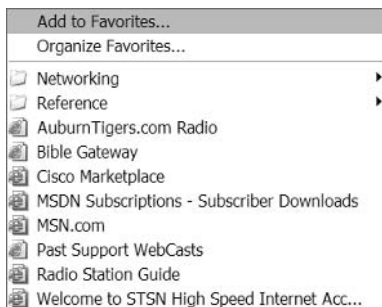 Add to Favorites...
Organize Favorites...
Networking
Reference
AuburnTigers.com Radio
Bible Gateway
Cisco Marketplace
MSDN Subscriptions - Subscriber Downloads
MSN.com
Past Support WebCasts
Radio Station Guide
Welcome to STSN High Speed Internet Acc...